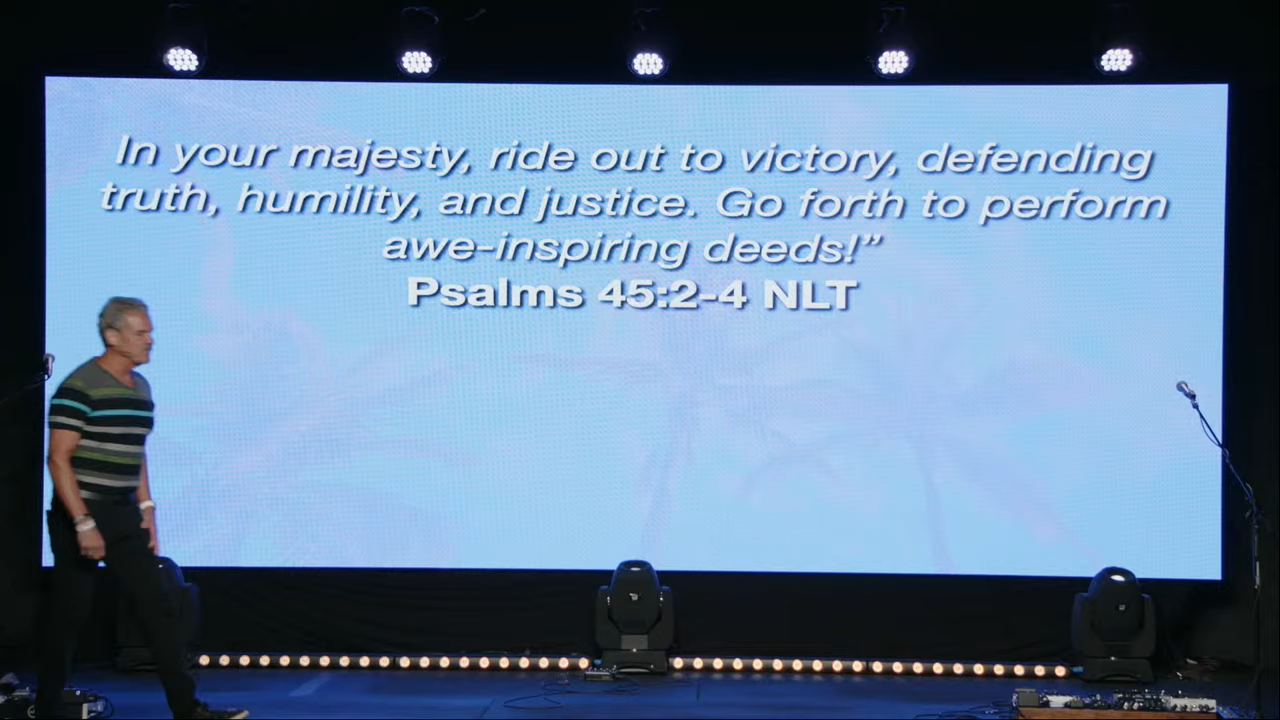 In your majesty, ride out to victory, defending
truth, humility, and justice. Go forth to perform
awe-inspiring deeds!”
Psalms 45:2-4 NLT